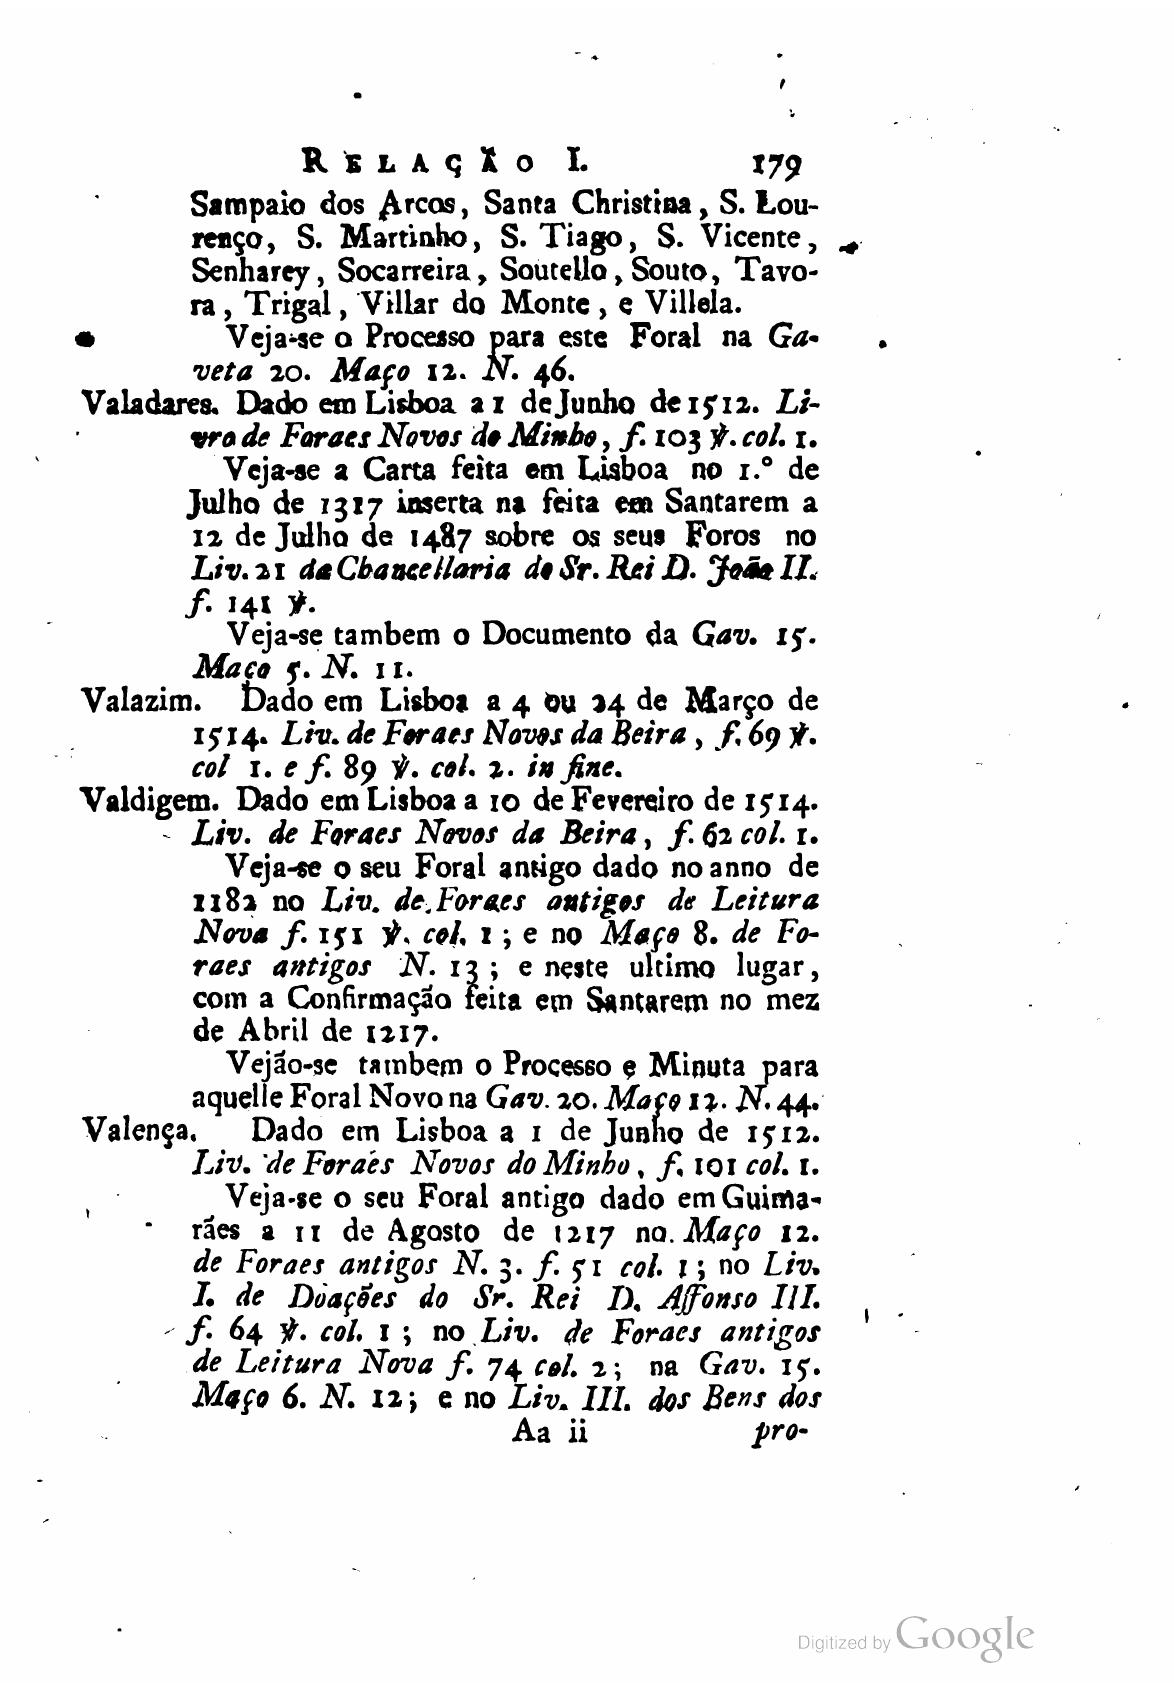 RELAÇÃO I. 179
Sampaio dos Arcos, Santa Christina, S. Lou-
renço, S. Martinho, S. Tiago, S. Vicente,
Senharey, Socarreira, Soutello, Souto, Tavo-
ra, Trigal, Villar do Monte, e Villela.
Veja-se o Processo para este Foral na Ga-
veta 20. Maço 12. N. 46.
Valadares. Dado em Lisboa a 1 de Junho de 1512. Li-
vro de Foraes Novos do Minho, f. 103 ℣. col. 1.
Veja-se a Carta feita em Lisboa no 1.° de
Julho de 1317 inserta na feita em Santarem a
12 de Julho de 1487 sobre os seus Foros no
Liv. 21 da Chancellaria do Sr. Rei D. João II.
f. 141 ℣.
Veja-se tambem o Documento da Gav. 15.
Maço 5. N. 11.
Valazim. Dado em Lisboa a 4 ou 24 de Março de
1514. Liv. de Foraes Novos da Beira, f. 69 ℣.
col 1. e f. 89 ℣. col. 2. in fine.
Valdigem. Dado em Lisboa a 10 de Fevereiro de 1514.
Liv. de Foraes Novos da Beira, f. 62 col. 1.
Veja-se o seu Foral antigo dado no anno de
1182 no Liv. de Foraes antigos de Leitura
Nova f. 151 ℣. col. 1; e no Maço 8. de Fo-
raes antigos N. 13; e neste ultimo lugar,
com a Confirmação feita em Santarem no mez
de Abril de 1217.
Vejão-se tambem o Processo e Minuta para
aquelle Foral Novo na Gav. 20. Maço 12. N. 44.
Valença. Dado em Lisboa a 1 de Junho de 1512.
Liv. de Foraes Novos do Minho, f. 101 col. 1.
Veja-se o seu Foral antigo dado em Guima-
rães a 11 de Agosto de 1217 no Maço 12.
de Foraes antigos N. 3. f. 51 col. 1; no Liv.
I. de Doações do Sr. Rei D. Affonso III.
f. 64 ℣. col. 1; no Liv. de Foraes antigos
de Leitura Nova f. 74 col. 2; na Gav. 15.
Maço 6. N. 12; e no Liv. III. dos Bens dos
Aa ii pro-
Digitized by Google